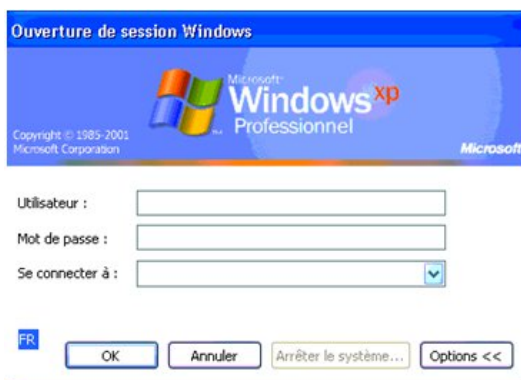 Ouverture de session Windows
Microsoft
Windows xp
Professionnel
Copyright © 1985-2001
Microsoft Corporation
Microsoft
Utilisateur :
Mot de passe :
Se connecter à :
FR
OK
Annuler
Arrêter le système...
Options <<